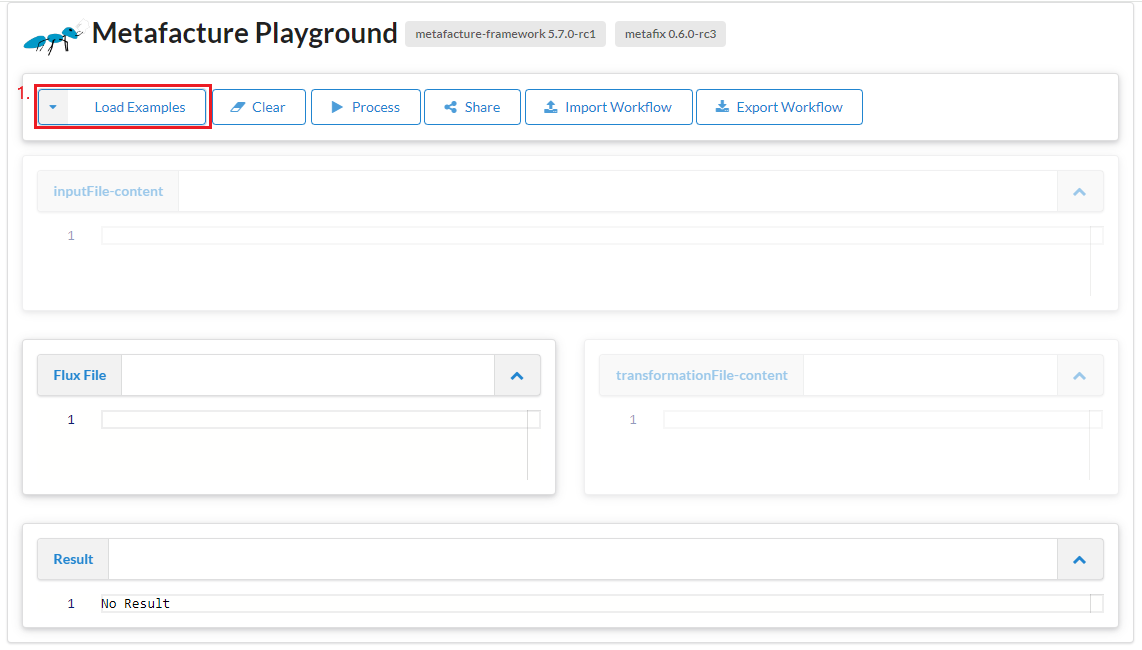 Metafacture Playground metafacture-framework 5.7.0-rc1 metafix 0.6.0-rc3
1. Load Examples Clear Process Share Import Workflow Export Workflow
inputFile-content
1
Flux File transformationFile-content
1 1
Result
1 No Result